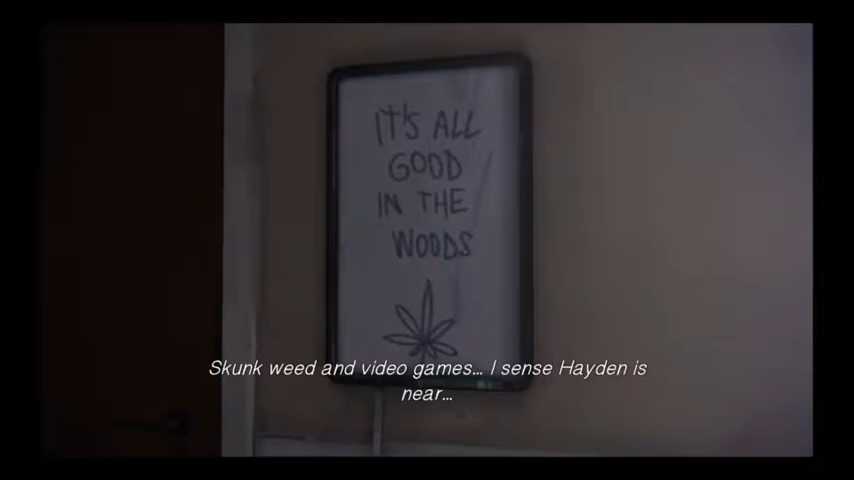 IT'S ALL
GOOD
IN THE
WOODS
Skunk weed and video games... I sense Hayden is
near...